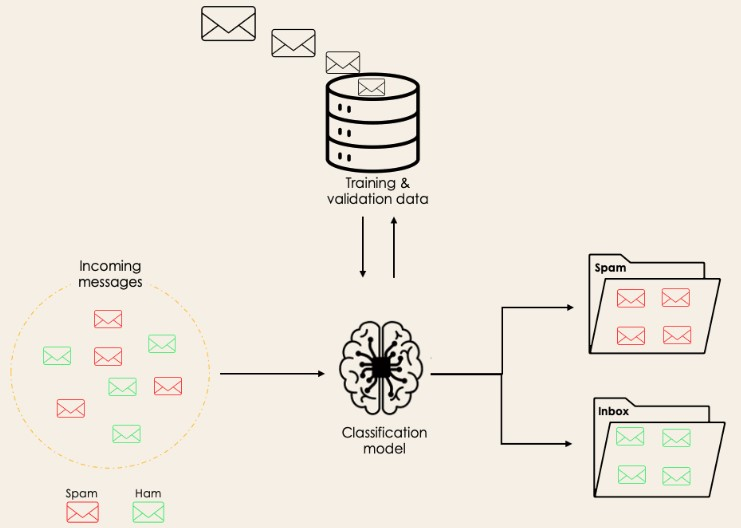 Training &
validation data
Incoming
messages
Spam
Classification
model
Inbox
Spam
Ham